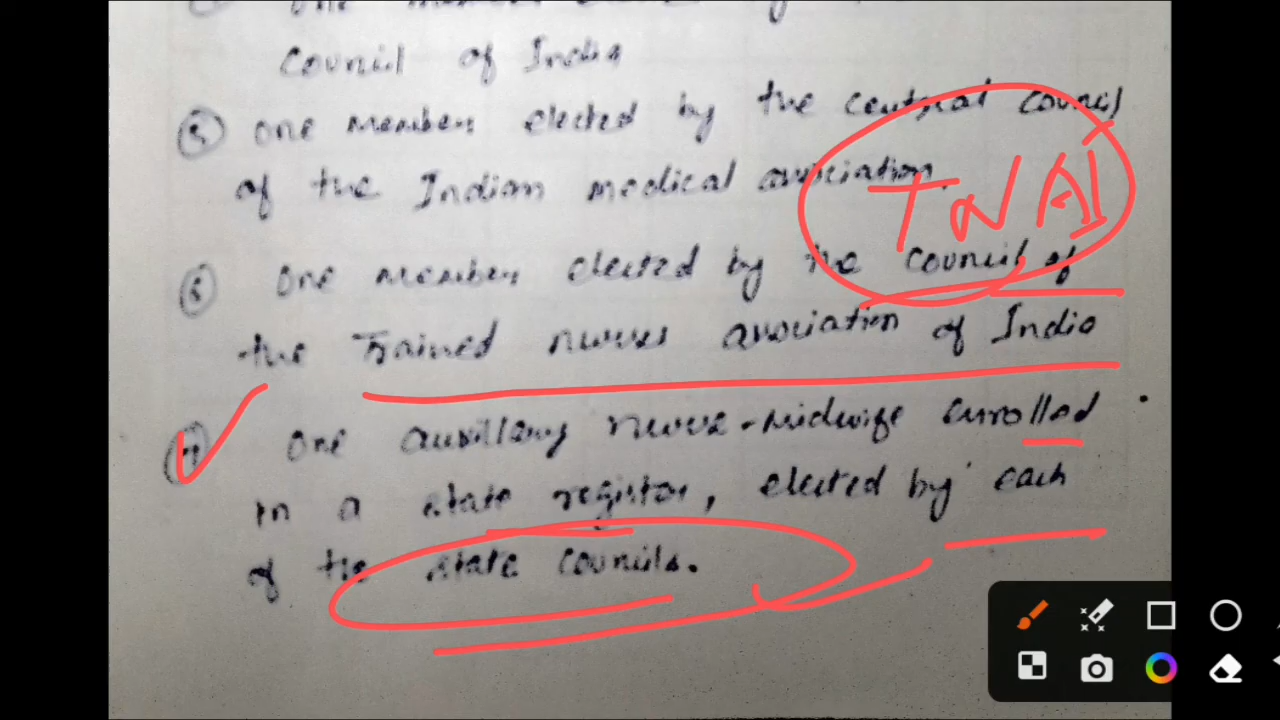 Council of India
⑤ one member elected by the central council
of the Indian medical association.
TNAI
⑥ one member elected by the council of
the Trained nurses association of India
⑦ one auxillary nurse-midwife enrolled
in a state register, elected by each
of the state councils.